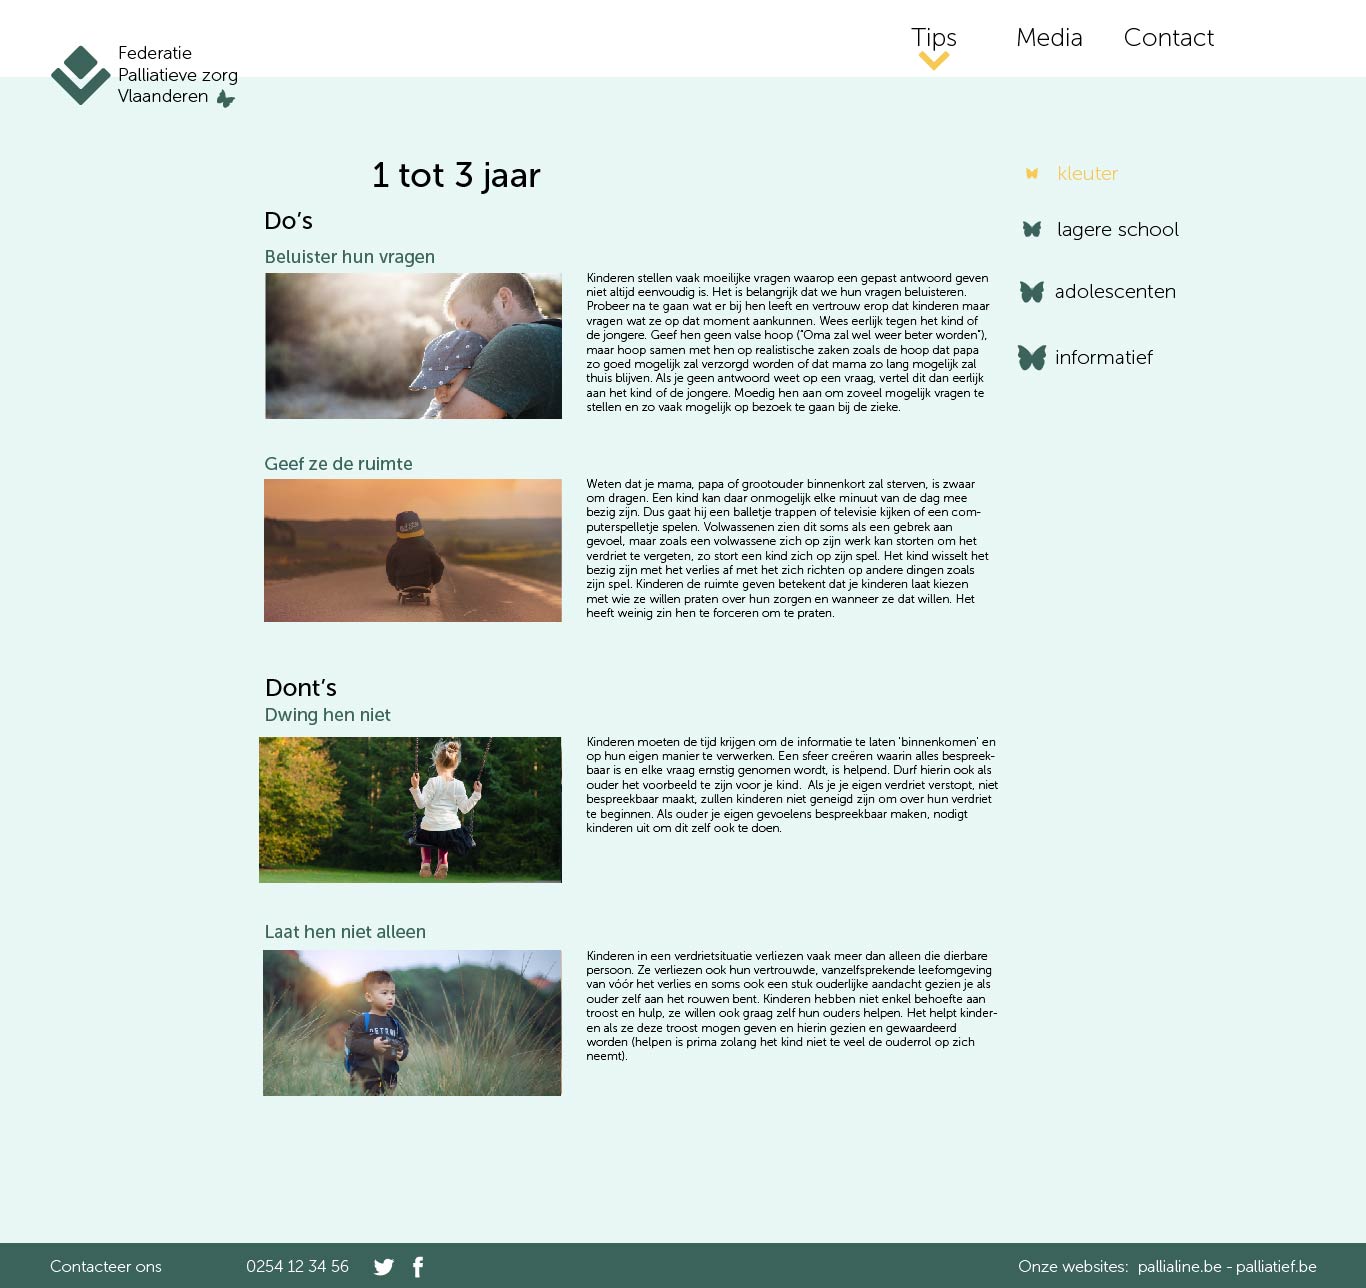 Federatie
Palliatieve zorg
Vlaanderen
Tips
Media
Contact
1 tot 3 jaar
Do's
Beluister hun vragen
Kinderen stellen vaak moeilijke vragen waarop een gepast antwoord geven
niet altijd eenvoudig is. Het is belangrijk dat we hun vragen beluisteren.
Probeer na te gaan wat er bij hen leeft en vertrouw erop dat kinderen maar
vragen wat ze op dat moment aankunnen. Wees eerlijk tegen het kind of
de jongere. Geef hen geen valse hoop ("Oma zal wel weer beter worden"),
maar hoop samen met hen op realistische zaken zoals de hoop dat papa
zo goed mogelijk zal verzorgd worden of dat mama zo lang mogelijk zal
thuis blijven. Als je geen antwoord weet op een vraag, vertel dit dan eerlijk
aan het kind of de jongere. Moedig hen aan om zoveel mogelijk vragen te
stellen en zo vaak mogelijk op bezoek te gaan bij de zieke.
Geef ze de ruimte
Weten dat je mama, papa of grootouder binnenkort zal sterven, is zwaar
om dragen. Een kind kan daar onmogelijk elke minuut van de dag mee
bezig zijn. Dus gaat hij een balletje trappen of televisie kijken of een com-
puterspelletje spelen. Volwassenen zien dit soms als een gebrek aan
gevoel, maar zoals een volwassene zich op zijn werk kan storten om het
verdriet te vergeten, zo stort een kind zich op zijn spel. Het kind wisselt het
bezig zijn met het verlies af met het zich richten op andere dingen zoals
zijn spel. Kinderen de ruimte geven betekent dat je kinderen laat kiezen
met wie ze willen praten over hun zorgen en wanneer ze dat willen. Het
heeft weinig zin hen te forceren om te praten.
Dont's
Dwing hen niet
Kinderen moeten de tijd krijgen om de informatie te laten 'binnenkomen' en
op hun eigen manier te verwerken. Een sfeer creëren waarin alles bespreek-
baar is en elke vraag ernstig genomen wordt, is helpend. Durf hierin ook als
ouder het voorbeeld te zijn voor je kind. Als je je eigen verdriet verstopt, niet
bespreekbaar maakt, zullen kinderen niet geneigd zijn om over hun verdriet
te beginnen. Als ouder je eigen gevoelens bespreekbaar maken, nodigt
kinderen uit om dit zelf ook te doen.
Laat hen niet alleen
Kinderen in een verdrietsituatie verliezen vaak meer dan alleen die dierbare
persoon. Ze verliezen ook hun vertrouwde, vanzelfsprekende leefomgeving
van vóór het verlies en soms ook een stuk ouderlijke aandacht gezien je als
ouder zelf aan het rouwen bent. Kinderen hebben niet enkel behoefte aan
troost en hulp, ze willen ook graag zelf hun ouders helpen. Het helpt kinder-
en als ze deze troost mogen geven en hierin gezien en gewaardeerd
worden (helpen is prima zolang het kind niet te veel de ouderrol op zich
neemt).
kleuter
lagere school
adolescenten
informatief
Contacteer ons
0254 12 34 56
Onze websites: pallialine.be - palliatief.be